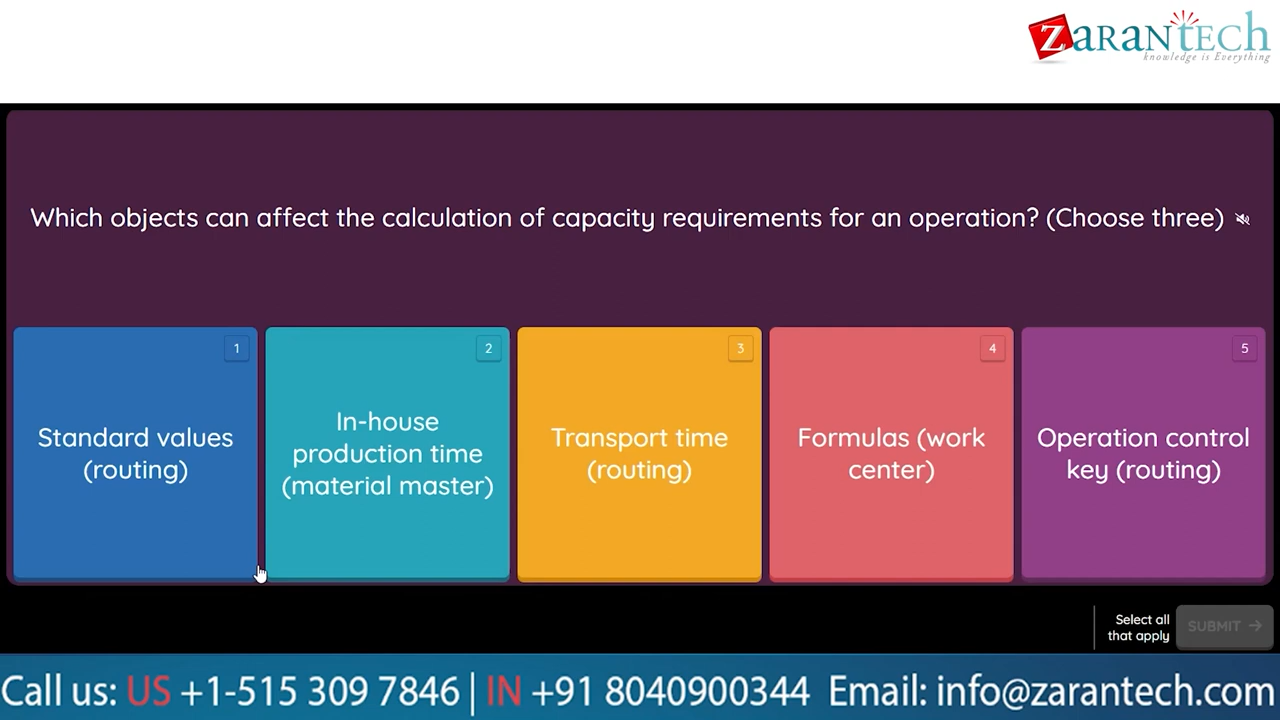 ZARANTECH
knowledge is Everything
Which objects can affect the calculation of capacity requirements for an operation? (Choose three)
1
Standard values
(routing)
2
In-house
production time
(material master)
3
Transport time
(routing)
4
Formulas (work
center)
5
Operation control
key (routing)
Select all
that apply
SUBMIT →
Call us: US +1-515 309 7846 | IN +91 8040900344 Email: info@zarantech.com